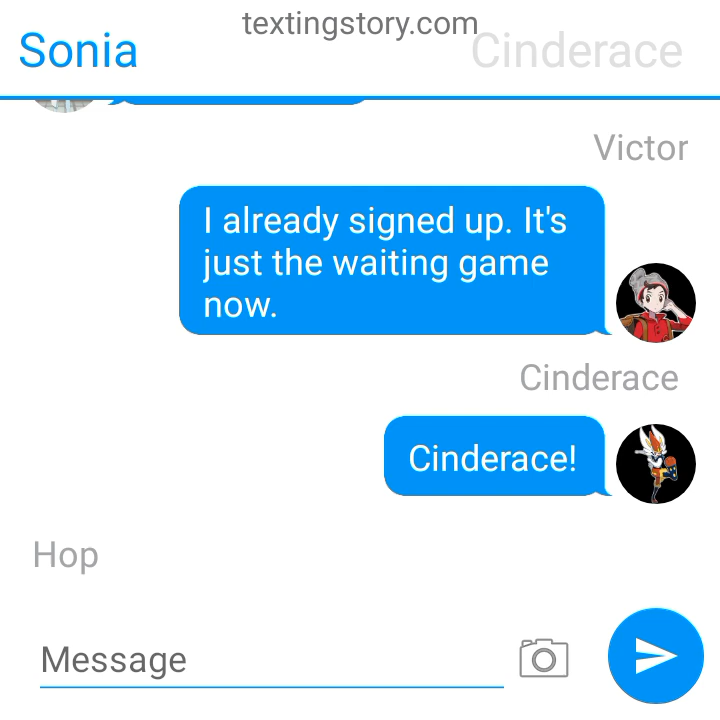 textingstory.com
Sonia
Cinderace
Victor
I already signed up. It's
just the waiting game
now.
Cinderace
Cinderace!
Hop
Message